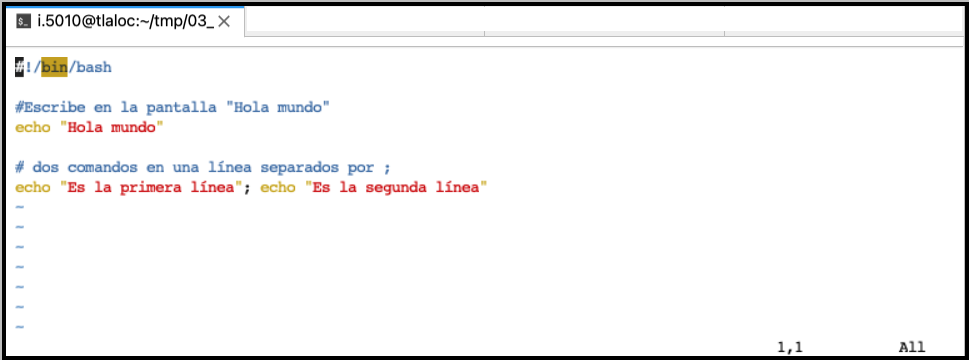 i.5010@tlaloc:~/tmp/03_
#!/bin/bash
#Escribe en la pantalla "Hola mundo"
echo "Hola mundo"
# dos comandos en una línea separados por ;
echo "Es la primera línea"; echo "Es la segunda línea"
~
~
~
~
~
~
~
1,1 All